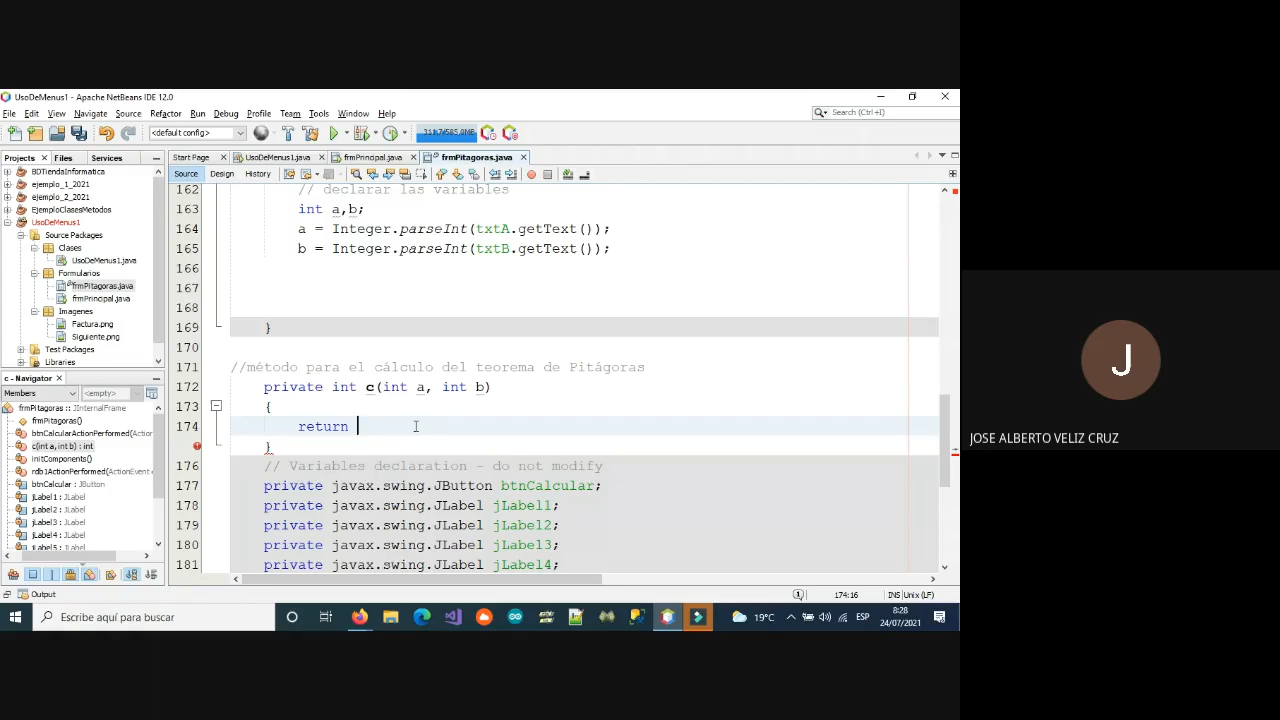 UsoDeMenus1 - Apache NetBeans IDE 12.0
File Edit View Navigate Source Refactor Run Debug Profile Team Tools Window Help
Search (Ctrl+I)
<default config>
Projects Files Services
Start Page UsoDeMenus1.java frmPrincipal.java frmPitagoras.java
Source Design History
BDTiendaInformatica
ejemplo_1_2021
ejemplo_2_2021
EjemploClasesMetodos
UsoDeMenus1
Source Packages
Clases
UsoDeMenus1.java
Formularios
frmPitagoras.java
frmPrincipal.java
Imagenes
Factura.png
Siguiente.png
Test Packages
Libraries
c - Navigator
Members <empty>
frmPitagoras :: JInternalFrame
frmPitagoras()
btnCalcularActionPerformed(Action
c(int a, int b) : int
initComponents()
rdb1ActionPerformed(ActionEvent e
btnCalcular : JButton
jLabel1 : JLabel
jLabel2 : JLabel
jLabel3 : JLabel
jLabel4 : JLabel
jLabel5 : JLabel
162 // declarar las variables
163 int a,b;
164 a = Integer.parseInt(txtA.getText());
165 b = Integer.parseInt(txtB.getText());
166
167
168
169 }
170
171 //método para el cálculo del teorema de Pitágoras
172 private int c(int a, int b)
173 {
174 return
}
176 // Variables declaration - do not modify
177 private javax.swing.JButton btnCalcular;
178 private javax.swing.JLabel jLabel1;
179 private javax.swing.JLabel jLabel2;
180 private javax.swing.JLabel jLabel3;
181 private javax.swing.JLabel jLabel4;
Output
174:16 INS Unix (LF)
Escribe aquí para buscar
19°C
ESP
8:28
24/07/2021
J
JOSE ALBERTO VELIZ CRUZ